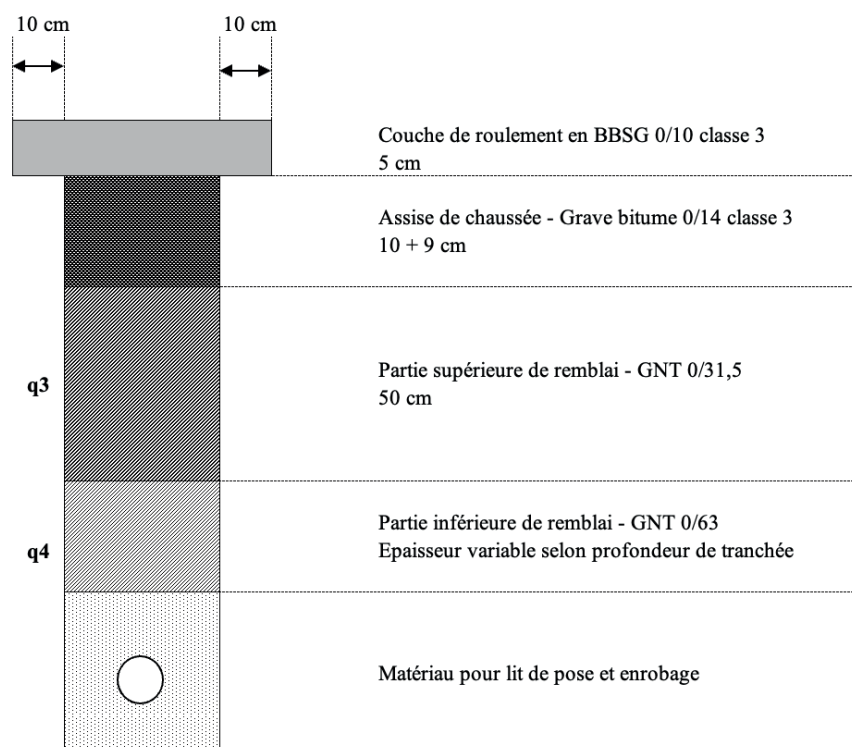 10 cm
10 cm
Couche de roulement en BBSG 0/10 classe 3
5 cm
Assise de chaussée - Grave bitume 0/14 classe 3
10 + 9 cm
q3
Partie supérieure de remblai - GNT 0/31,5
50 cm
q4
Partie inférieure de remblai - GNT 0/63
Epaisseur variable selon profondeur de tranchée
Matériau pour lit de pose et enrobage